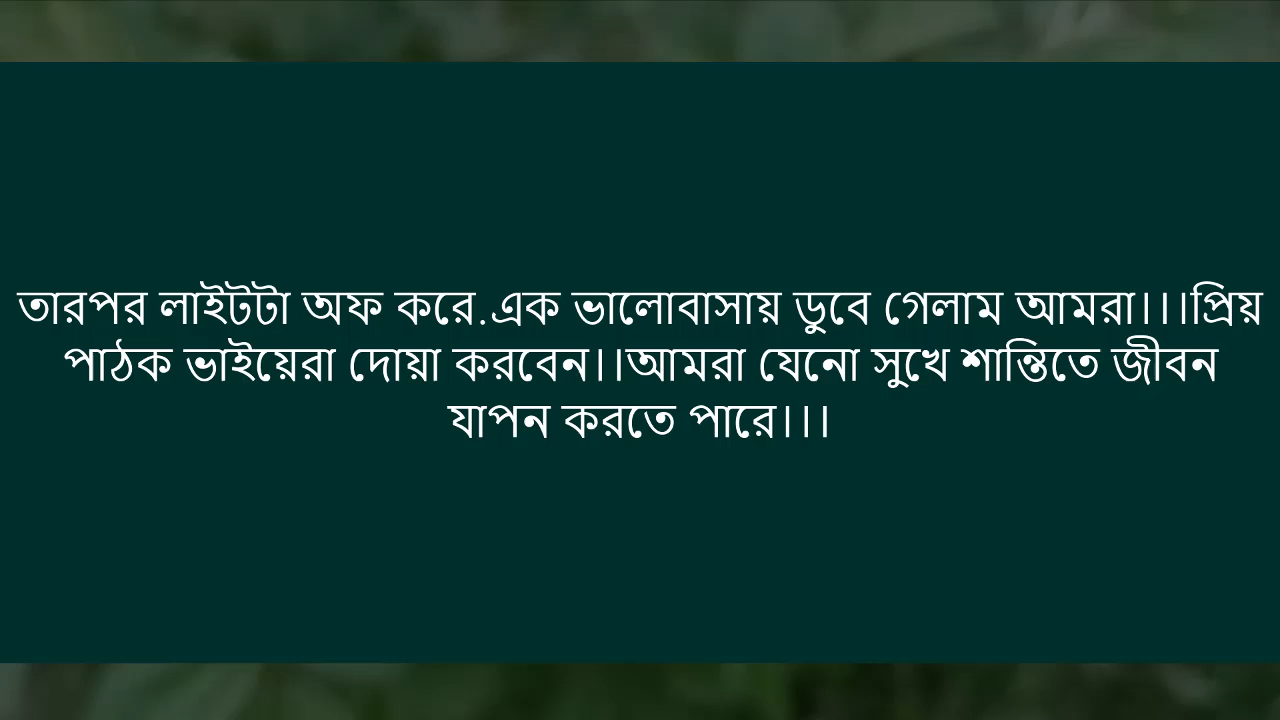 তারপর লাইটটা অফ করে.এক ভালোবাসায় ডুবে গেলাম আমরা।।।প্রিয়
পাঠক ভাইয়েরা দোয়া করবেন।।আমরা যেনো সুখে শান্তিতে জীবন
যাপন করতে পারে।।।